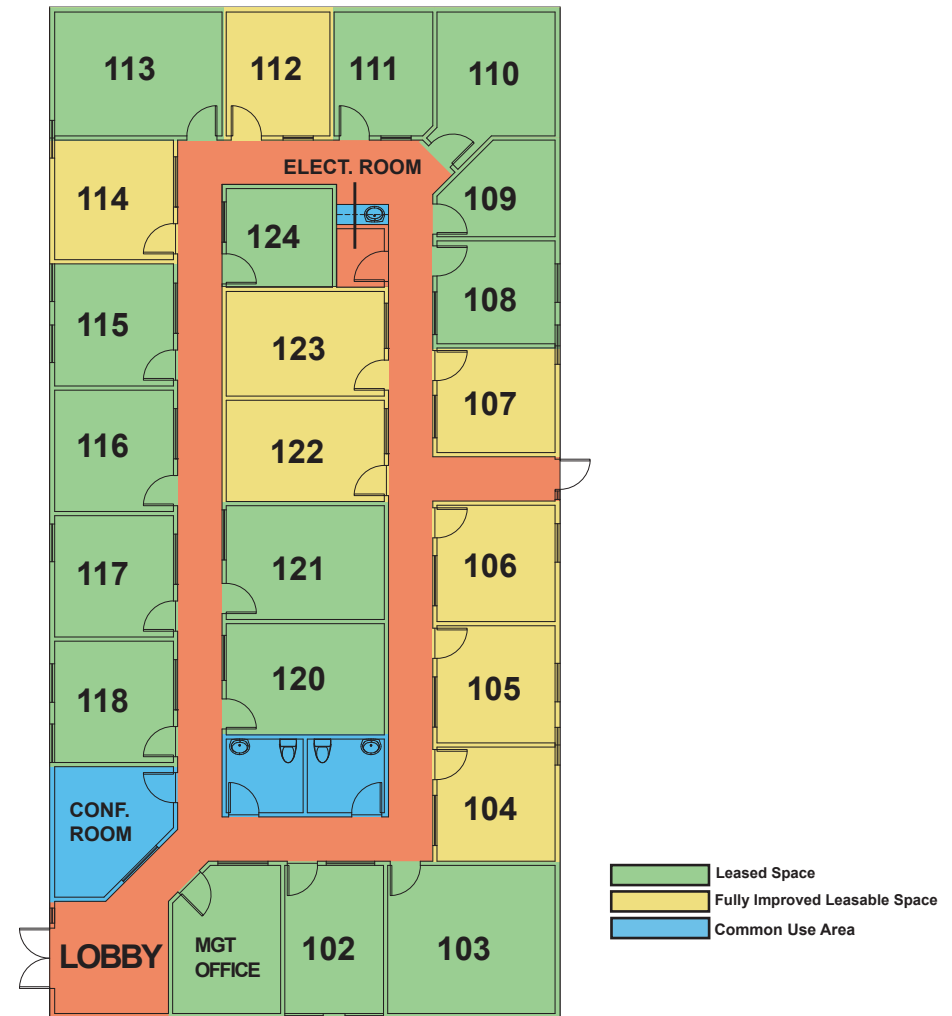 113
112
111
110
ELECT. ROOM
114
109
124
115
108
123
107
116
122
117
121
106
118
120
105
CONF.
ROOM
104
LOBBY
MGT
OFFICE
102
103
Leased Space
Fully Improved Leasable Space
Common Use Area